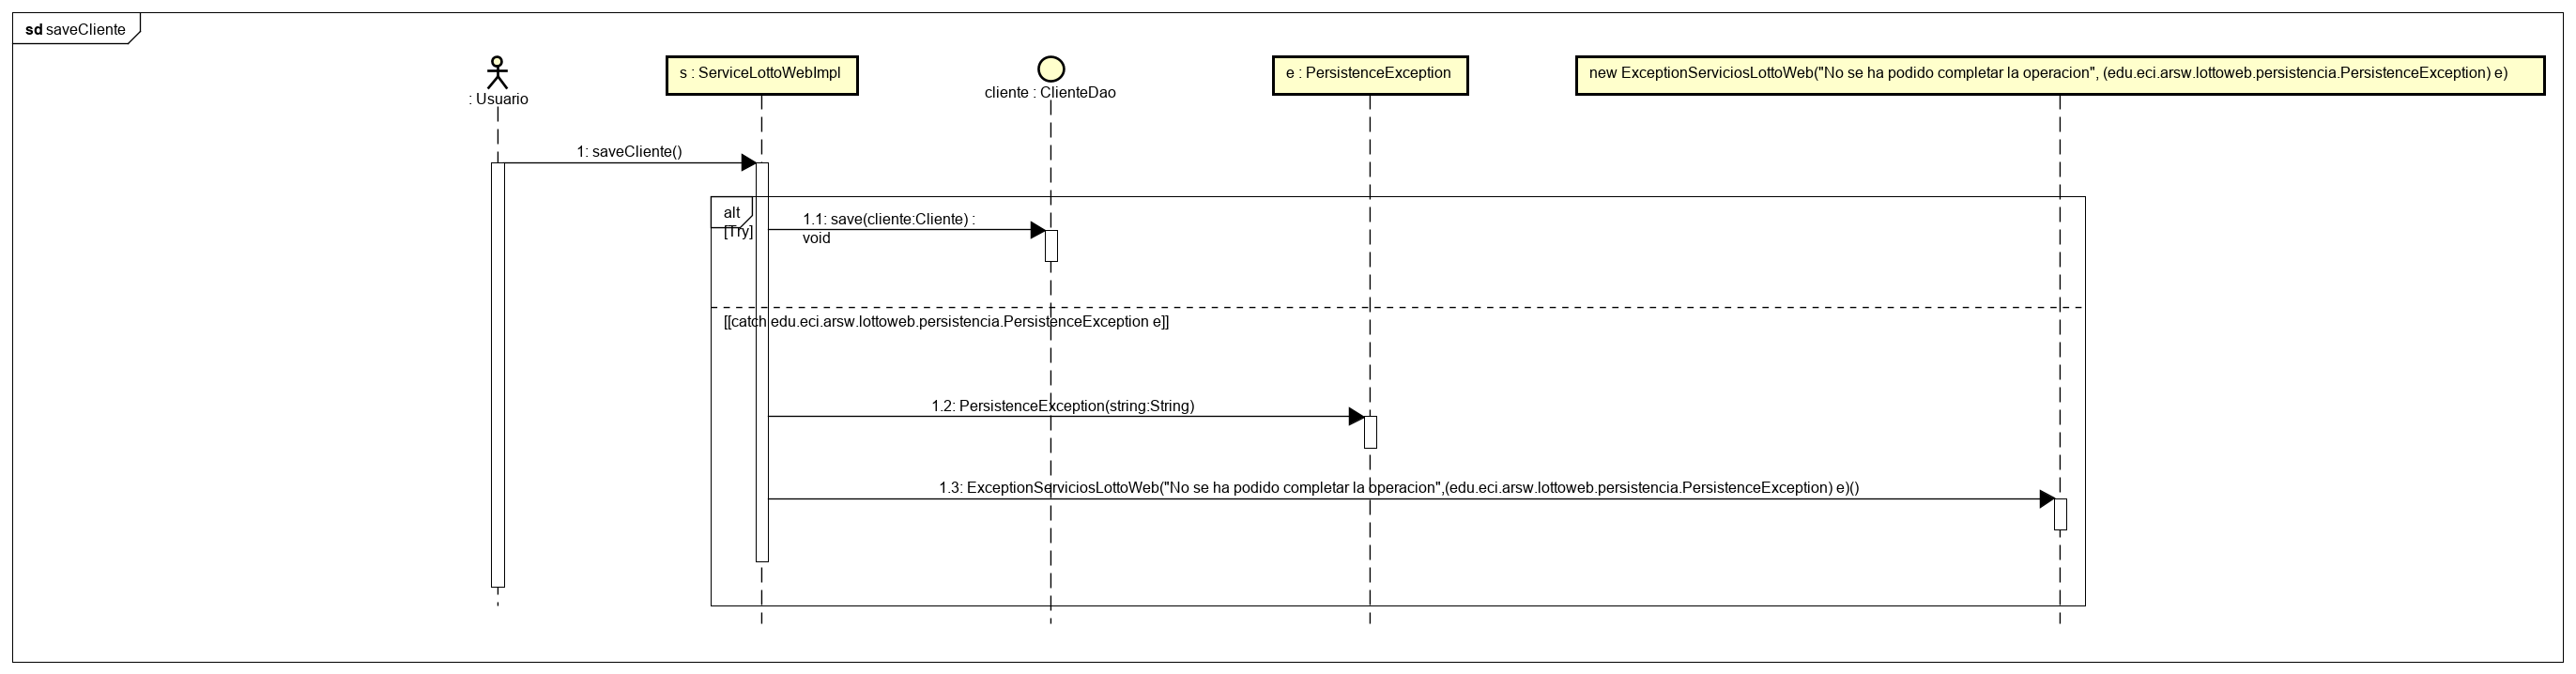 sd saveCliente
: Usuario
s : ServiceLottoWebImpl
cliente : ClienteDao
e : PersistenceException
new ExceptionServiciosLottoWeb("No se ha podido completar la operacion", (edu.eci.arsw.lottoweb.persistencia.PersistenceException) e)
1: saveCliente()
alt
[Try]
1.1: save(cliente:Cliente) :
void
[[catch edu.eci.arsw.lottoweb.persistencia.PersistenceException e]]
1.2: PersistenceException(string:String)
1.3: ExceptionServiciosLottoWeb("No se ha podido completar la operacion",(edu.eci.arsw.lottoweb.persistencia.PersistenceException) e)()